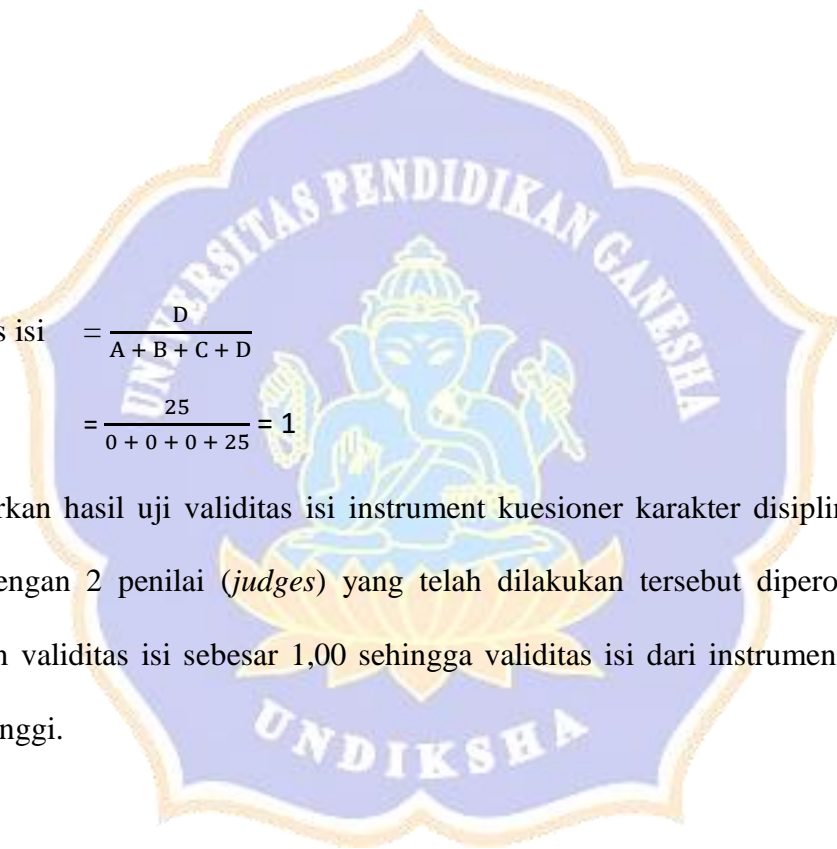 UNIVERSITAS PENDIDIKAN GANESHA
s isi = D / A + B + C + D
= 25 / 0 + 0 + 0 + 25 = 1
rkan hasil uji validitas isi instrument kuesioner karakter disiplin
engan 2 penilai (judges) yang telah dilakukan tersebut dipero
n validitas isi sebesar 1,00 sehingga validitas isi dari instrumen
nggi.
UNDIKSHA